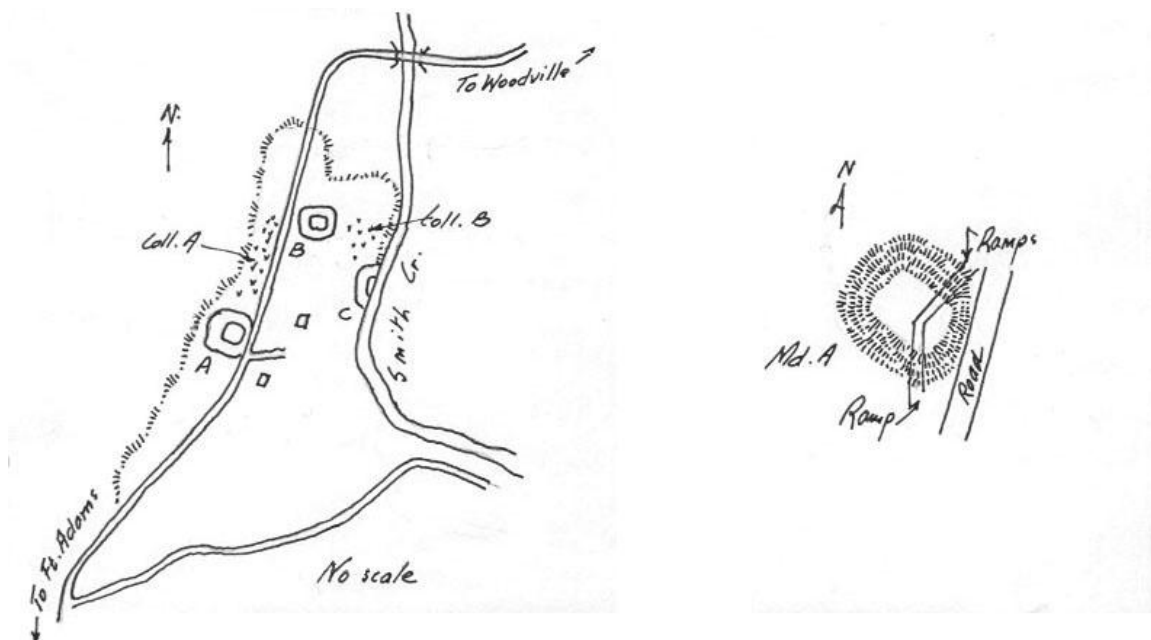 To Woodville
N.
Coll. A
B
Coll. B
C
Smith Cr.
A
To Ft. Adams
No scale
N
Ramps
Md. A
Road
Ramp